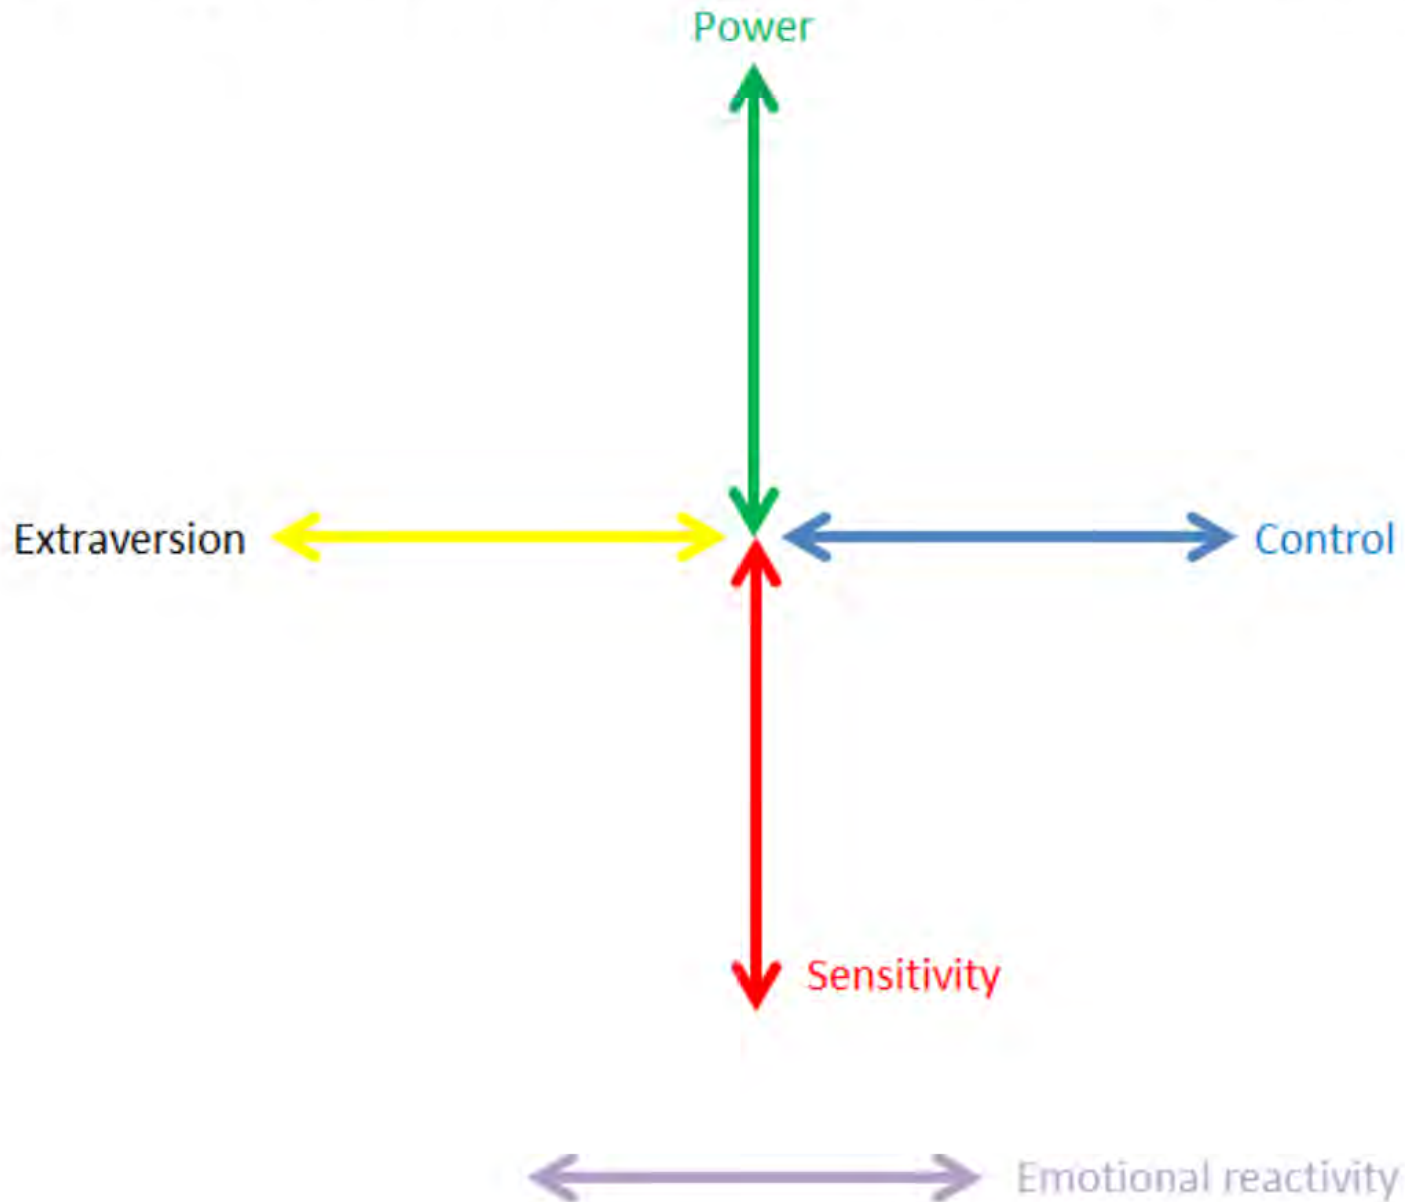 Power
Extraversion
Control
Sensitivity
Emotional reactivity